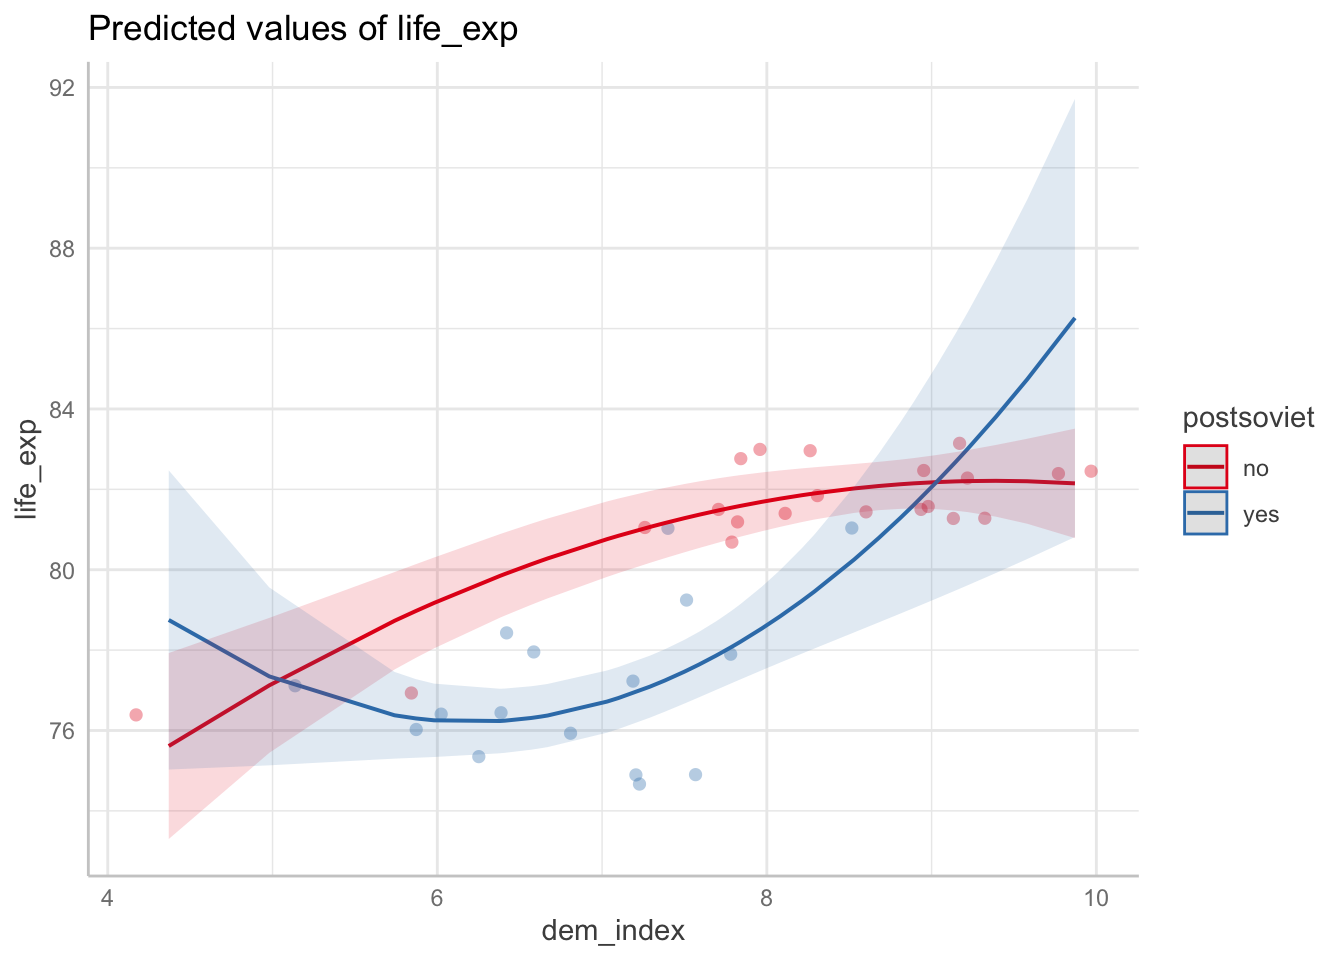 Predicted values of life_exp
92
88
84
80
76
life_exp
4
6
8
10
dem_index
postsoviet
no
yes